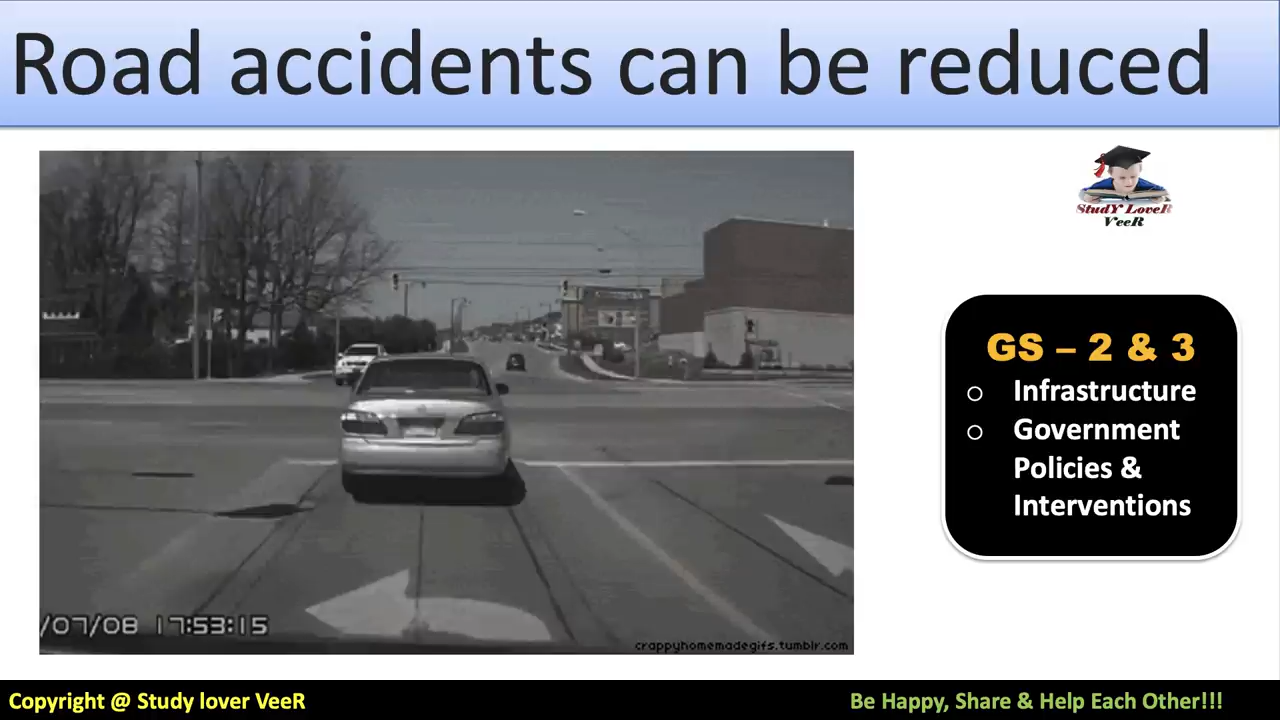 Road accidents can be reduced
StudY LoveR
VeeR
GS – 2 & 3
Infrastructure
Government
Policies &
Interventions
/07/08 17:53:15
crappyhomemadegifs.tumblr.com
Copyright @ Study lover VeeR
Be Happy, Share & Help Each Other!!!